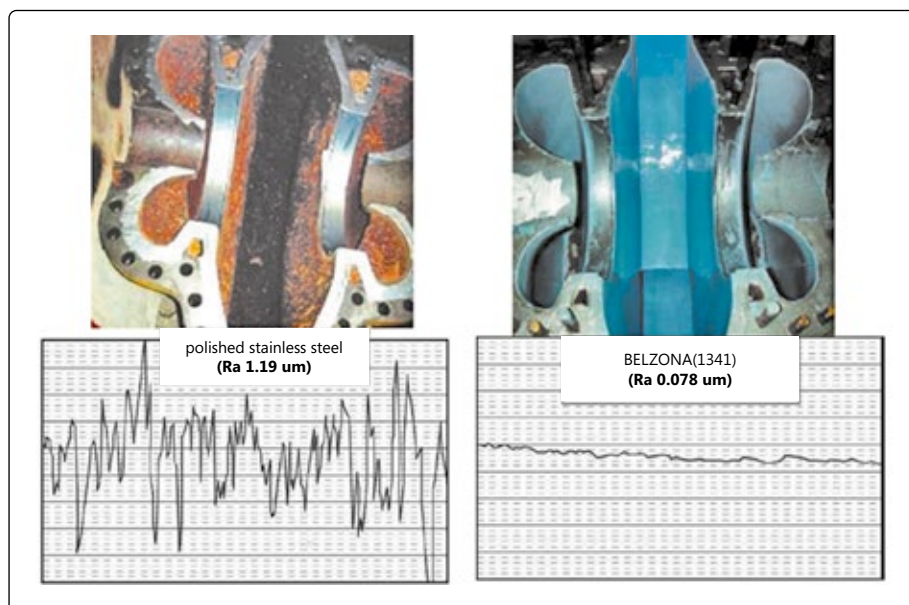 polished stainless steel
(Ra 1.19 um)
BELZONA(1341)
(Ra 0.078 um)